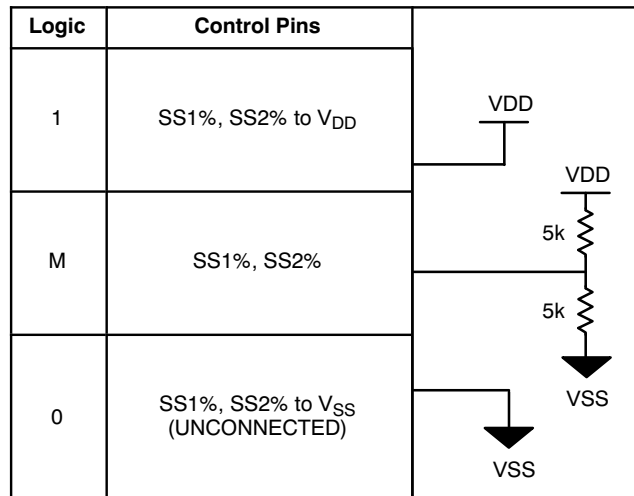 Logic Control Pins
1 SS1%, SS2% to VDD
VDD
VDD
5k
M SS1%, SS2%
5k
VSS
0 SS1%, SS2% to VSS
(UNCONNECTED)
VSS